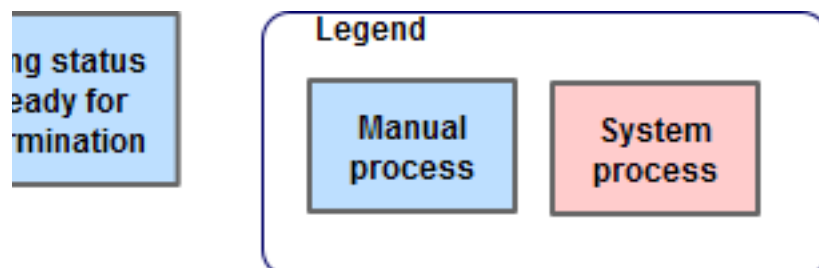 ng status
eady for
rmination
Legend
Manual
process
System
process